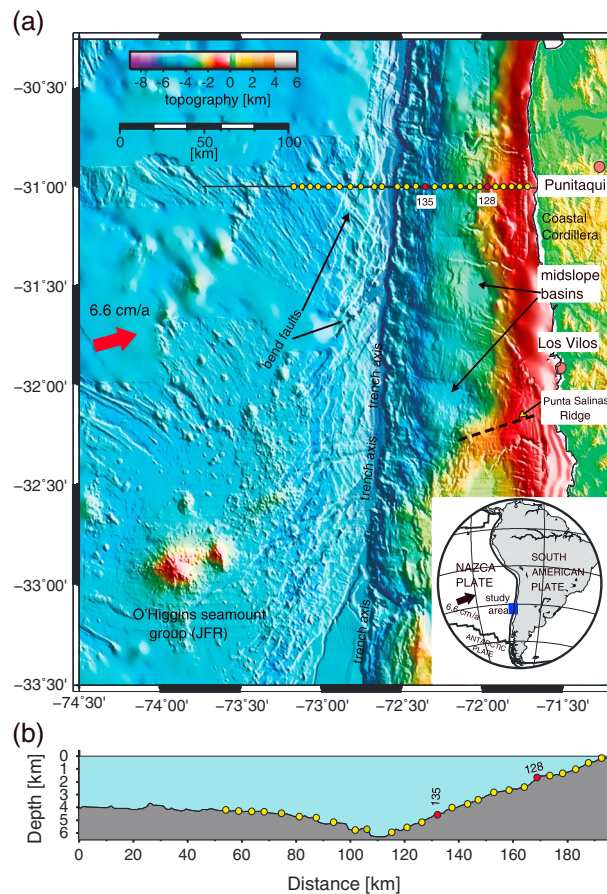 (a)
−30°30'
−31°00'
−31°30'
−32°00'
−32°30'
−33°00'
−33°30'
−8 −6 −4 −2 0 2 4 6
topography [km]
0 50 100
[km]
135
128
Punitaqui
Coastal
Cordillera
midslope
basins
6.6 cm/a
bend faults
Los Vilos
trench axis
Punta Salinas
Ridge
trench axis
trench axis
O'Higgins seamount
group (JFR)
NAZCA
PLATE
SOUTH
AMERICAN
PLATE
study
area
6.6 cm/a
ANTARCTIC
PLATE
−74°30' −74°00' −73°30' −73°00' −72°30' −72°00' −71°30'
(b)
Depth [km]
0
1
2
3
4
5
6
135
128
0 20 40 60 80 100 120 140 160 180
Distance [km]